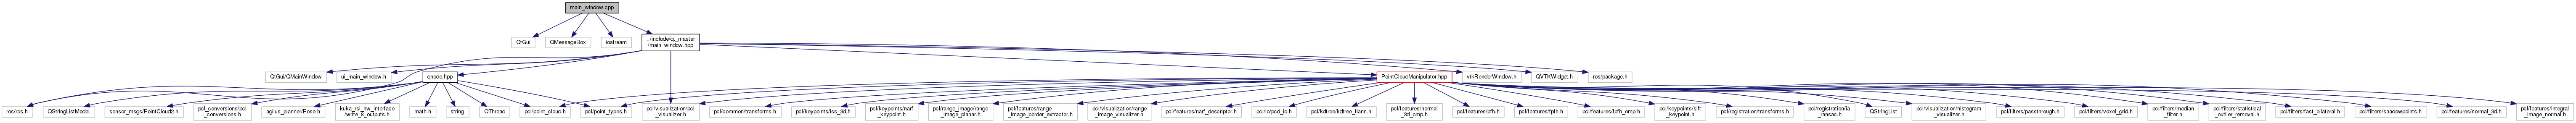 main_window.cpp
QtGui
QMessageBox
iostream
.../include/qt_master
/main_window.hpp
QtGui/QMainWindow
ui_main_window.h
qnode.hpp
PointCloudManipulator.hpp
vtkRenderWindow.h
QVTKWidget.h
ros/package.h
ros/ros.h
QStringListModel
sensor_msgs/PointCloud2.h
pcl_conversions/pcl
_conversions.h
agilus_planner/Pose.h
kuka_rsi_hw_interface
/write_8_outputs.h
math.h
string
QThread
pcl/point_cloud.h
pcl/point_types.h
pcl/visualization/pcl
_visualizer.h
pcl/common/transforms.h
pcl/keypoints/iss_3d.h
pcl/keypoints/narf
_keypoint.h
pcl/range_image/range
_image_planar.h
pcl/features/range
_image_border_extractor.h
pcl/visualization/range
_image_visualizer.h
pcl/features/narf_descriptor.h
pcl/io/pcd_io.h
pcl/kdtree/kdtree_flann.h
pcl/features/normal
_3d_omp.h
pcl/features/pfh.h
pcl/features/fpfh.h
pcl/features/fpfh_omp.h
pcl/keypoints/sift
_keypoint.h
pcl/registration/transforms.h
pcl/registration/ia
_ransac.h
QStringList
pcl/visualization/histogram
_visualizer.h
pcl/filters/passthrough.h
pcl/filters/voxel_grid.h
pcl/filters/median
_filter.h
pcl/filters/statistical
_outlier_removal.h
pcl/filters/fast_bilateral.h
pcl/filters/shadowpoints.h
pcl/features/normal_3d.h
pcl/features/integral
_image_normal.h